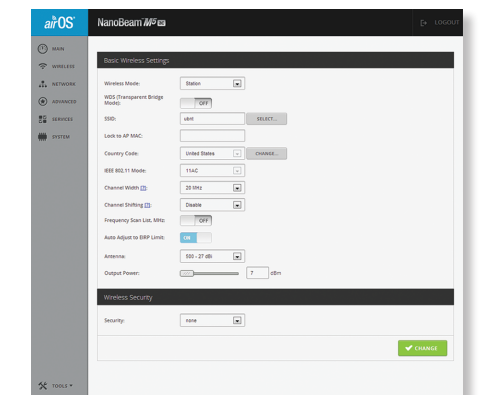 airOS NanoBeam M5 LOGOUT
MAIN
WIRELESS
NETWORK
ADVANCED
SERVICES
SYSTEM
TOOLS
Basic Wireless Settings
Wireless Mode: Station
WDS (Transparent Bridge
Mode): OFF
SSID: ubnt SELECT...
Lock to AP MAC:
Country Code: United States CHANGE...
IEEE 802.11 Mode: 11AC
Channel Width [?]: 20 MHz
Channel Shifting [?]: Disable
Frequency Scan List, MHz: OFF
Auto Adjust to EIRP Limit: ON
Antenna: 500 - 27 dBi
Output Power: 7 dBm
Wireless Security
Security: none
CHANGE